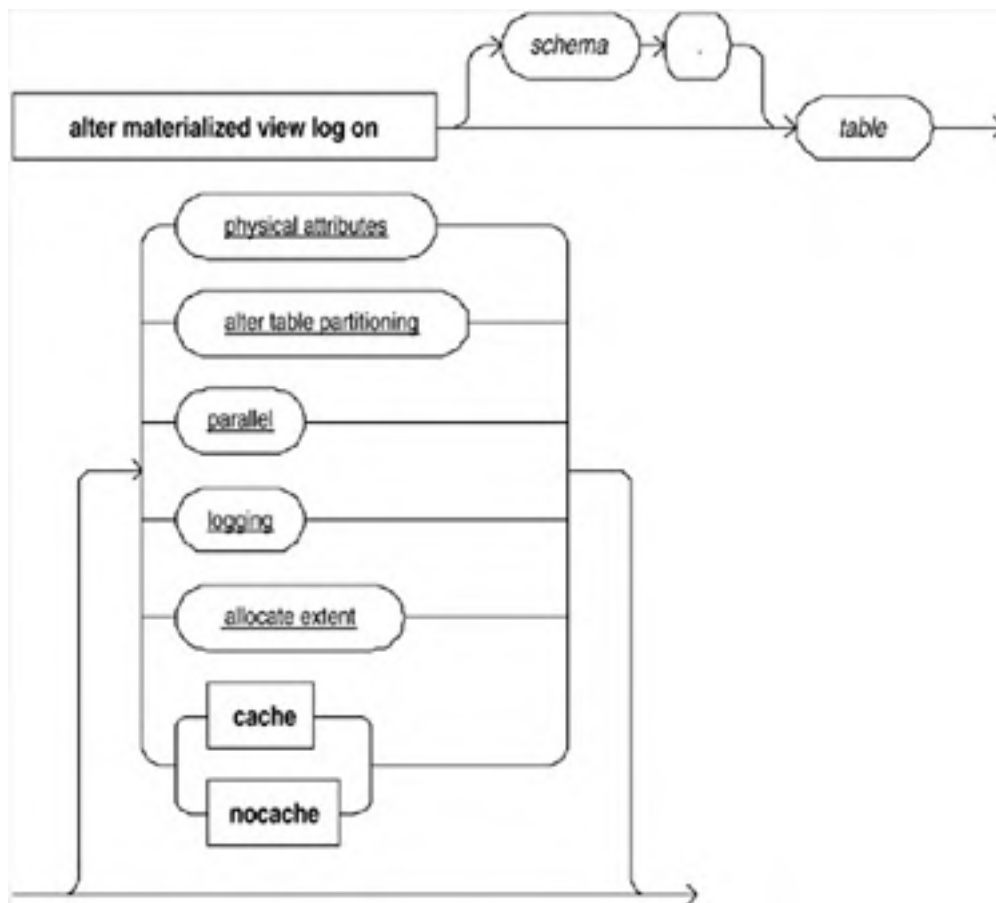 schema .
alter materialized view log on
table
physical attributes
alter table partitioning
parallel
logging
allocate extent
cache
nocache